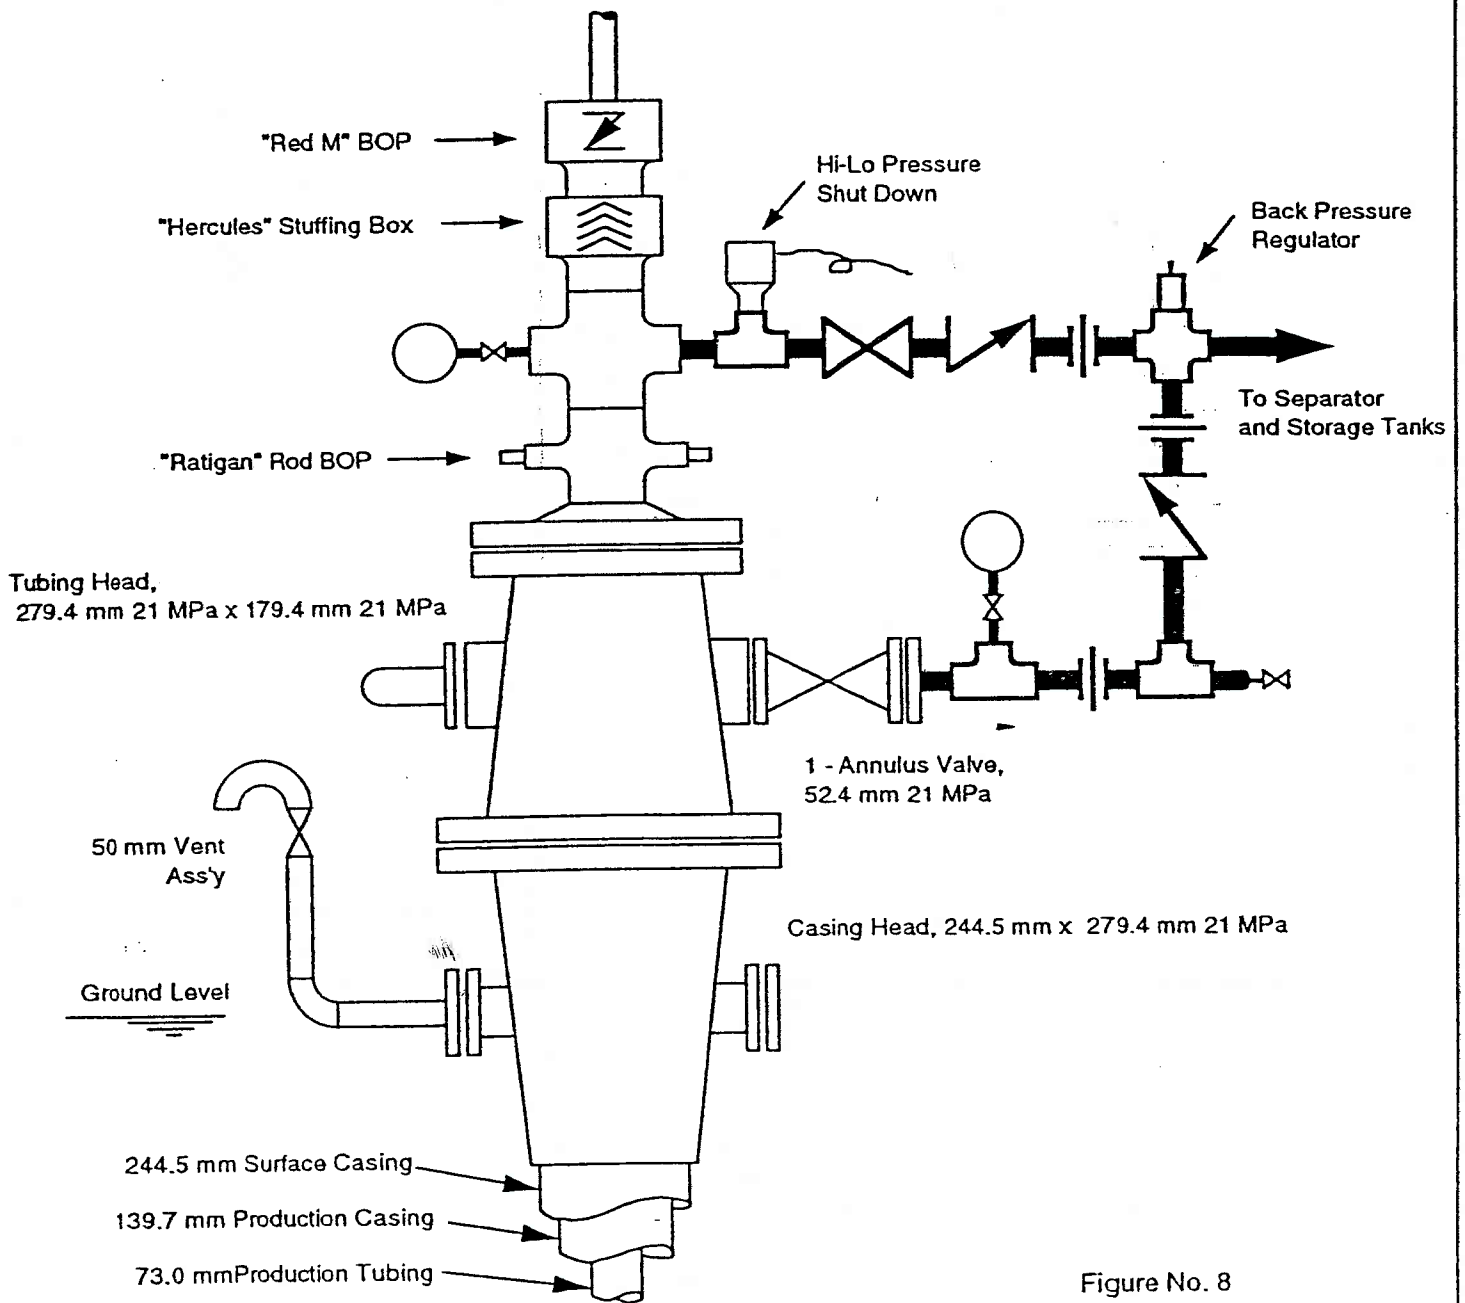 "Red M" BOP
"Hercules" Stuffing Box
Hi-Lo Pressure
Shut Down
Back Pressure
Regulator
To Separator
and Storage Tanks
"Ratigan" Rod BOP
Tubing Head,
279.4 mm 21 MPa x 179.4 mm 21 MPa
1 - Annulus Valve,
52.4 mm 21 MPa
50 mm Vent
Ass'y
Casing Head, 244.5 mm x 279.4 mm 21 MPa
Ground Level
244.5 mm Surface Casing
139.7 mm Production Casing
73.0 mmProduction Tubing
Figure No. 8